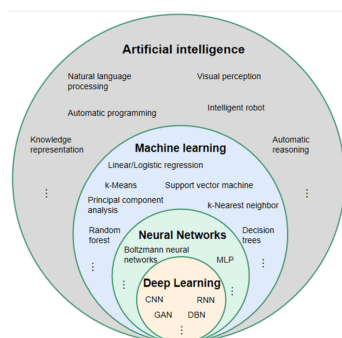 Artificial intelligence
Natural language
processing
Visual perception
Automatic programming
Intelligent robot
Knowledge
representation
Automatic
reasoning
Machine learning
Linear/Logistic regression
k-Means
Support vector machine
Principal component
analysis
k-Nearest neighbor
Random
forest
Decision
trees
Neural Networks
Boltzmann neural
networks
MLP
Deep Learning
CNN
RNN
GAN
DBN